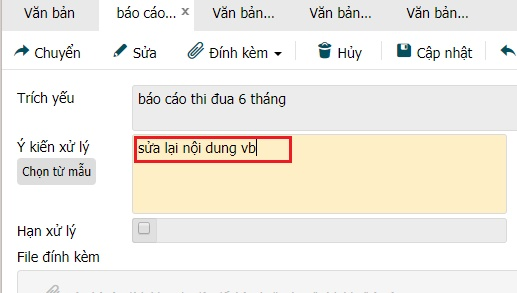 Văn bản báo cáo... x Văn bản... Văn bản... Văn bản...
Chuyển Sửa Đính kèm Hủy Cập nhật
Trích yếu báo cáo thi đua 6 tháng
Ý kiến xử lý sửa lại nội dung vb
Chọn từ mẫu
Hạn xử lý
File đính kèm